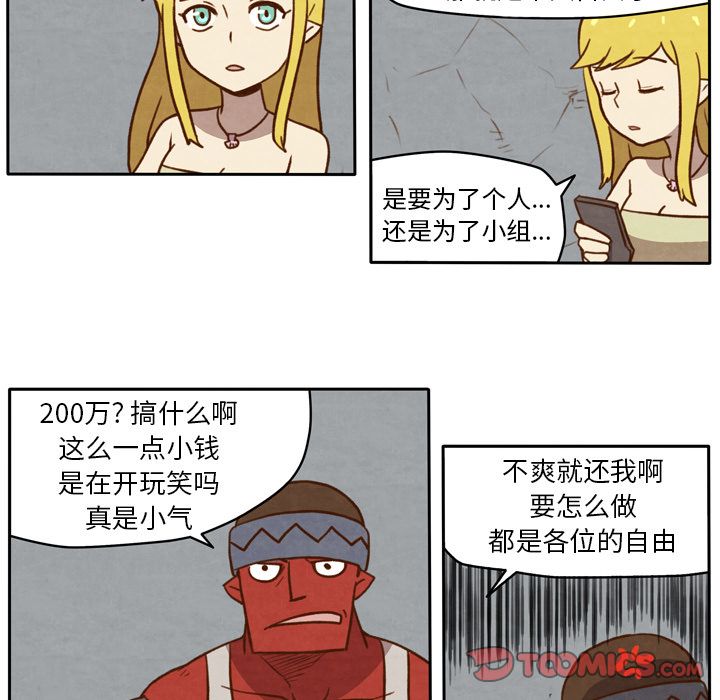 是要为了个人...
还是为了小组...
200万? 搞什么啊
这么一点小钱
是在开玩笑吗
真是小气
不爽就还我啊
要怎么做
都是各位的自由
TOOMICS.COM